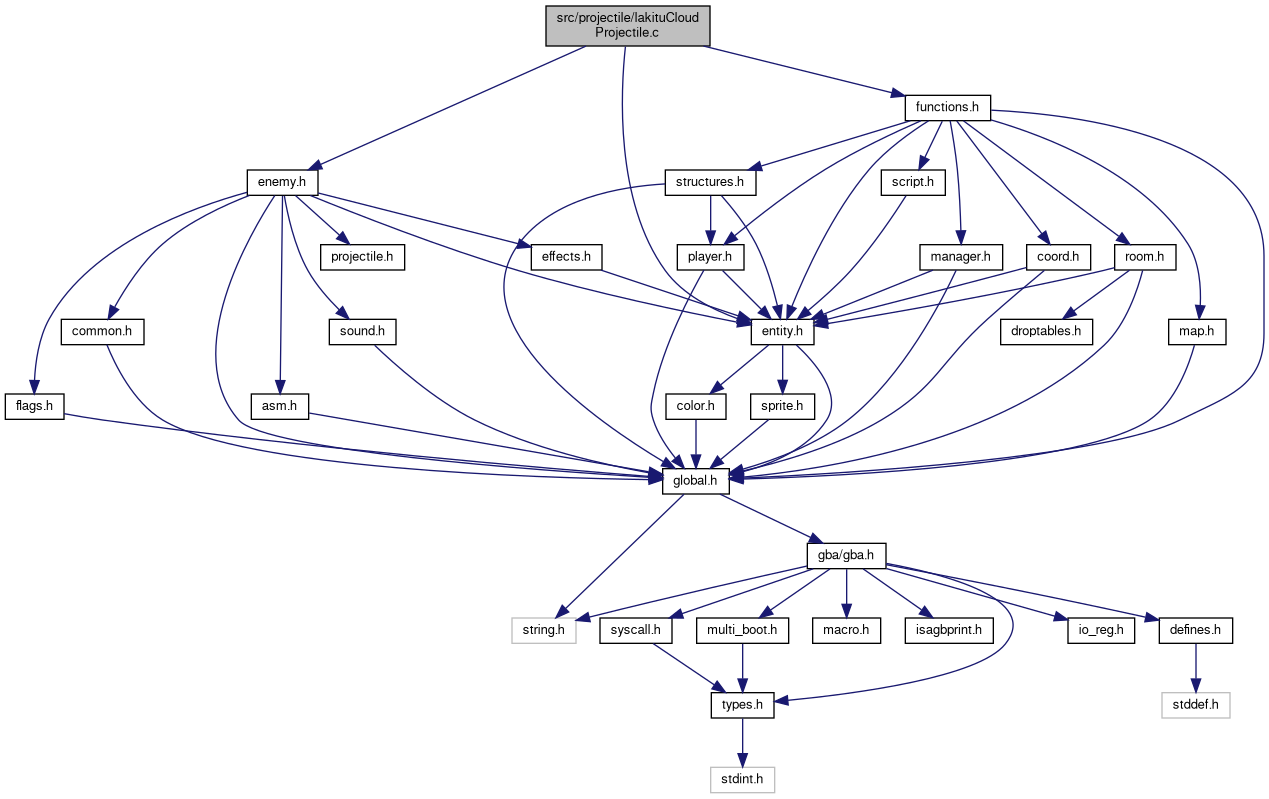 src/projectile/lakituCloud
Projectile.c
functions.h
enemy.h
structures.h
script.h
projectile.h
effects.h
player.h
manager.h
coord.h
room.h
common.h
sound.h
entity.h
droptables.h
map.h
flags.h
asm.h
color.h
sprite.h
global.h
gba/gba.h
string.h
syscall.h
multi_boot.h
macro.h
isagbprint.h
io_reg.h
defines.h
types.h
stddef.h
stdint.h